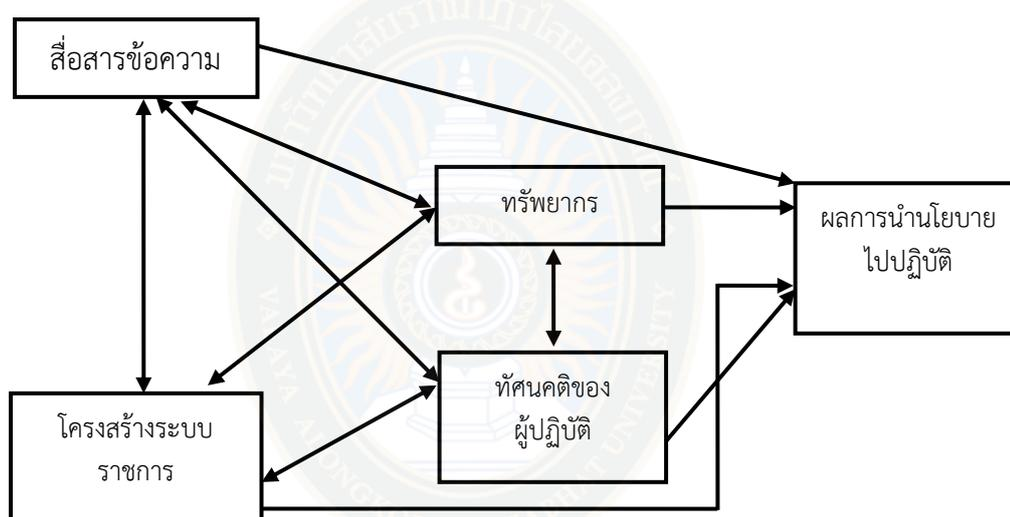 สื่อสารข้อความ
ทรัพยากร
ผลการนำนโยบาย
ไปปฏิบัติ
ทัศนคติของ
ผู้ปฏิบัติ
โครงสร้างระบบ
ราชการ